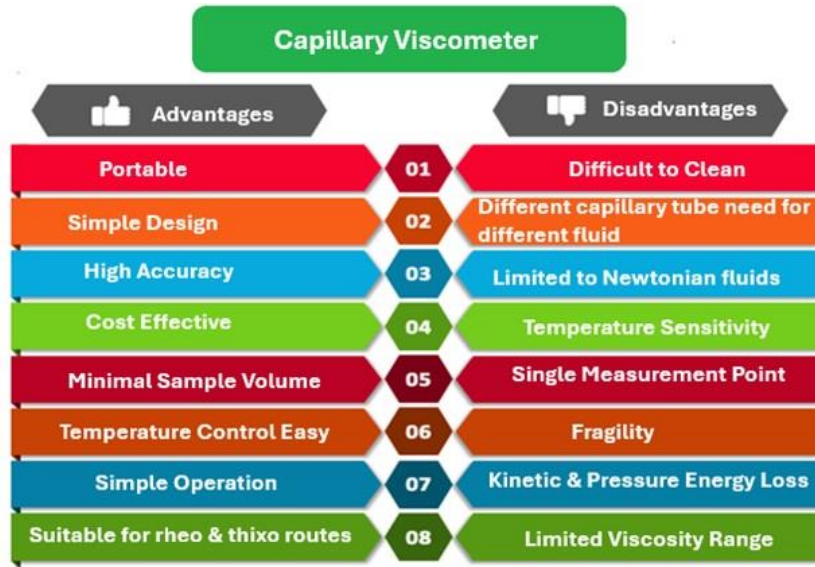 Capillary Viscometer
Advantages
Disadvantages
Portable
01
Difficult to Clean
Simple Design
02
Different capillary tube need for
different fluid
High Accuracy
03
Limited to Newtonian fluids
Cost Effective
04
Temperature Sensitivity
Minimal Sample Volume
05
Single Measurement Point
Temperature Control Easy
06
Fragility
Simple Operation
07
Kinetic & Pressure Energy Loss
Suitable for rheo & thixo routes
08
Limited Viscosity Range